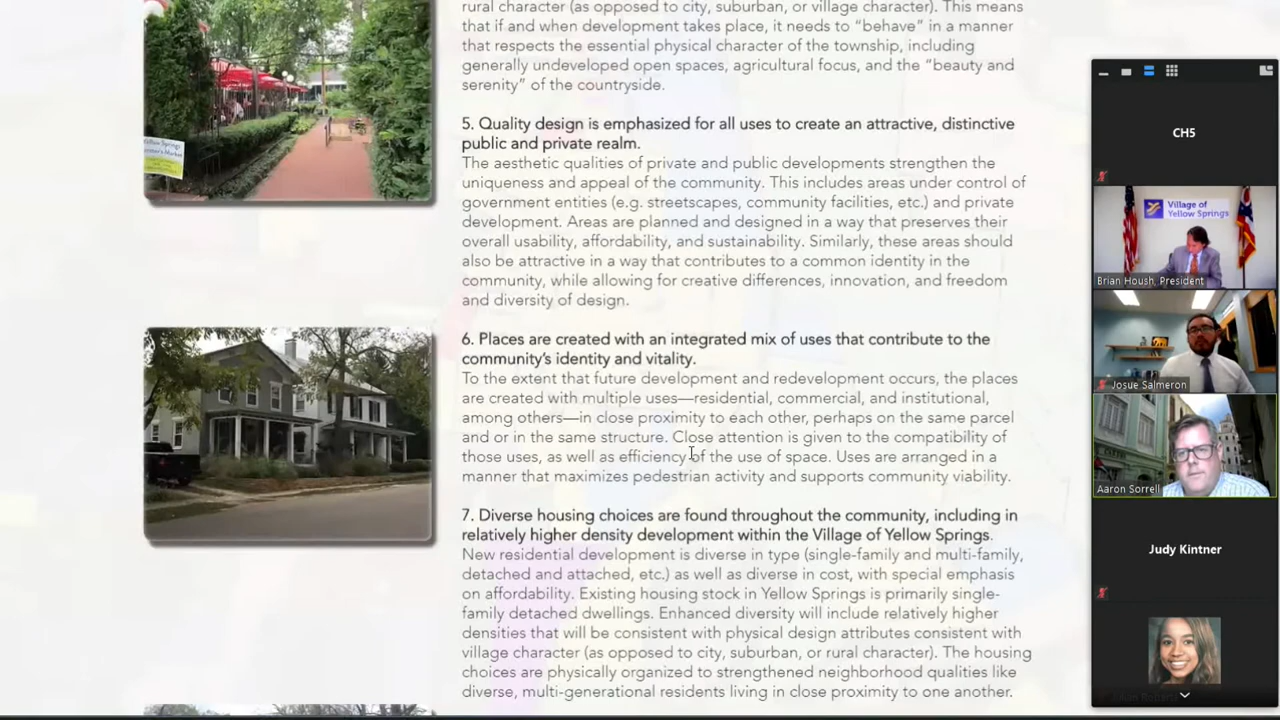 rural character (as opposed to city, suburban, or village character). This means
that if and when development takes place, it needs to “behave” in a manner
that respects the essential physical character of the township, including
generally undeveloped open spaces, agricultural focus, and the “beauty and
serenity” of the countryside.
5. Quality design is emphasized for all uses to create an attractive, distinctive
public and private realm.
The aesthetic qualities of private and public developments strengthen the
uniqueness and appeal of the community. This includes areas under control of
government entities (e.g. streetscapes, community facilities, etc.) and private
development. Areas are planned and designed in a way that preserves their
overall usability, affordability, and sustainability. Similarly, these areas should
also be attractive in a way that contributes to a common identity in the
community, while allowing for creative differences, innovation, and freedom
and diversity of design.
6. Places are created with an integrated mix of uses that contribute to the
community’s identity and vitality.
To the extent that future development and redevelopment occurs, the places
are created with multiple uses—residential, commercial, and institutional,
among others—in close proximity to each other, perhaps on the same parcel
and or in the same structure. Close attention is given to the compatibility of
those uses, as well as efficiency of the use of space. Uses are arranged in a
manner that maximizes pedestrian activity and supports community viability.
7. Diverse housing choices are found throughout the community, including in
relatively higher density development within the Village of Yellow Springs.
New residential development is diverse in type (single-family and multi-family,
detached and attached, etc.) as well as diverse in cost, with special emphasis
on affordability. Existing housing stock in Yellow Springs is primarily single-
family detached dwellings. Enhanced diversity will include relatively higher
densities that will be consistent with physical design attributes consistent with
village character (as opposed to city, suburban, or rural character). The housing
choices are physically organized to strengthened neighborhood qualities like
diverse, multi-generational residents living in close proximity to one another.
Yellow Springs
CH5
Village of
Yellow Springs
Brian Housh, President
Josue Salmeron
Aaron Sorrell
Judy Kintner